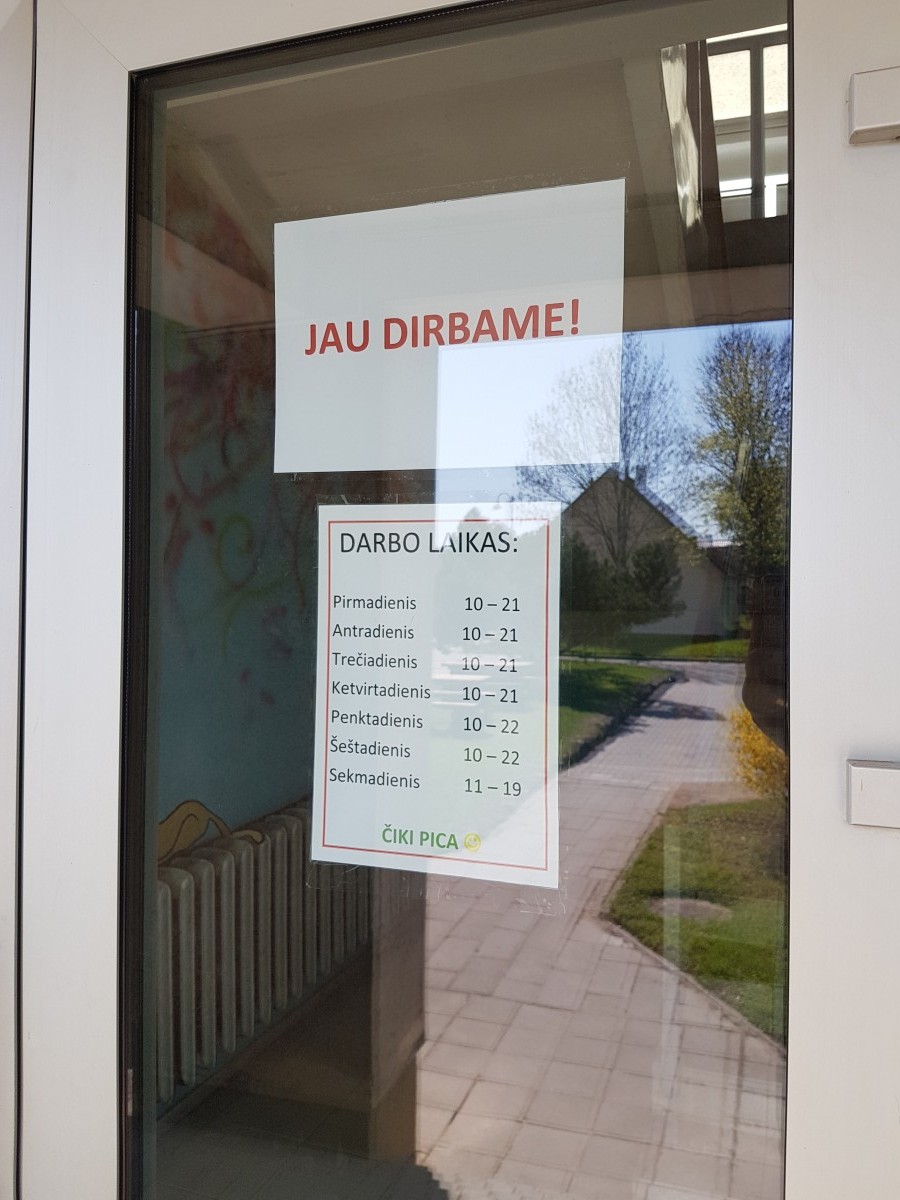 JAU DIRBAME!
DARBO LAIKAS:
Pirmadienis 10 – 21
Antradienis 10 – 21
Trečiadienis 10 – 21
Ketvirtadienis 10 – 21
Penktadienis 10 – 22
Šeštadienis 10 – 22
Sekmadienis 11 – 19
ČIKI PICA